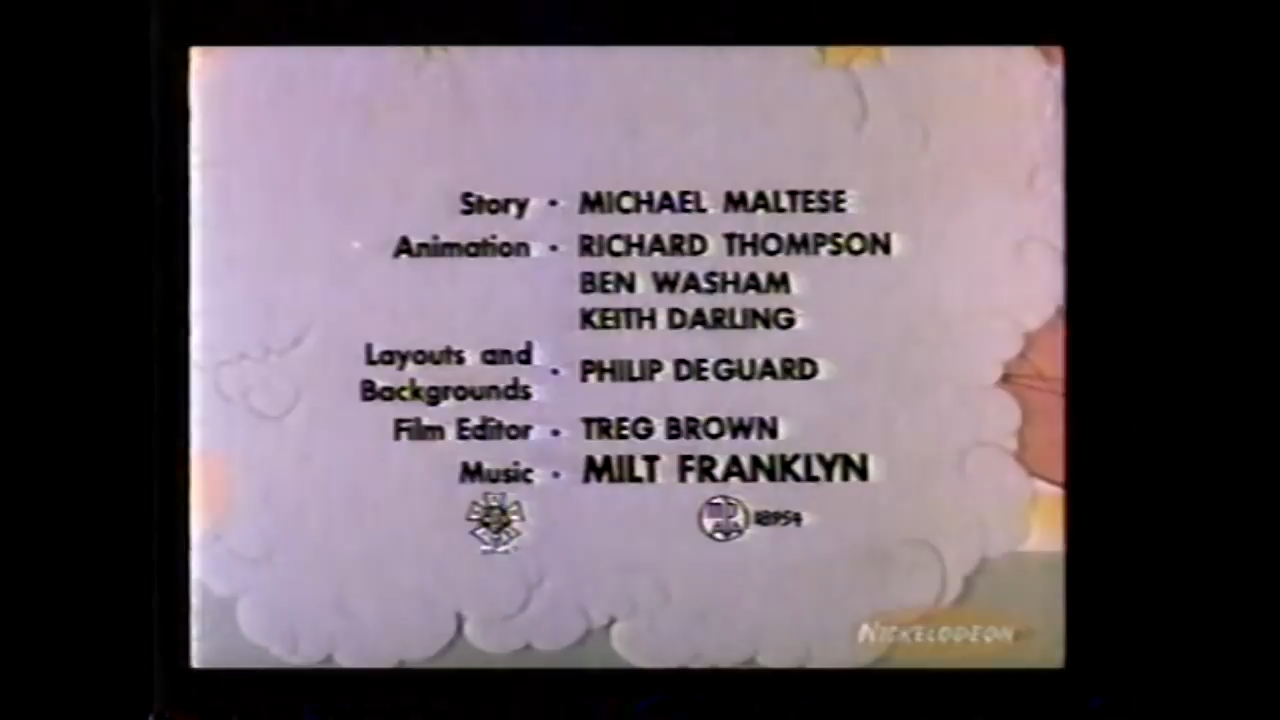 Story • MICHAEL MALTESE
Animation • RICHARD THOMPSON
BEN WASHAM
KEITH DARLING
Layouts and
Backgrounds • PHILIP DEGUARD
Film Editor • TREG BROWN
Music • MILT FRANKLYN
18954
NICKELODEON